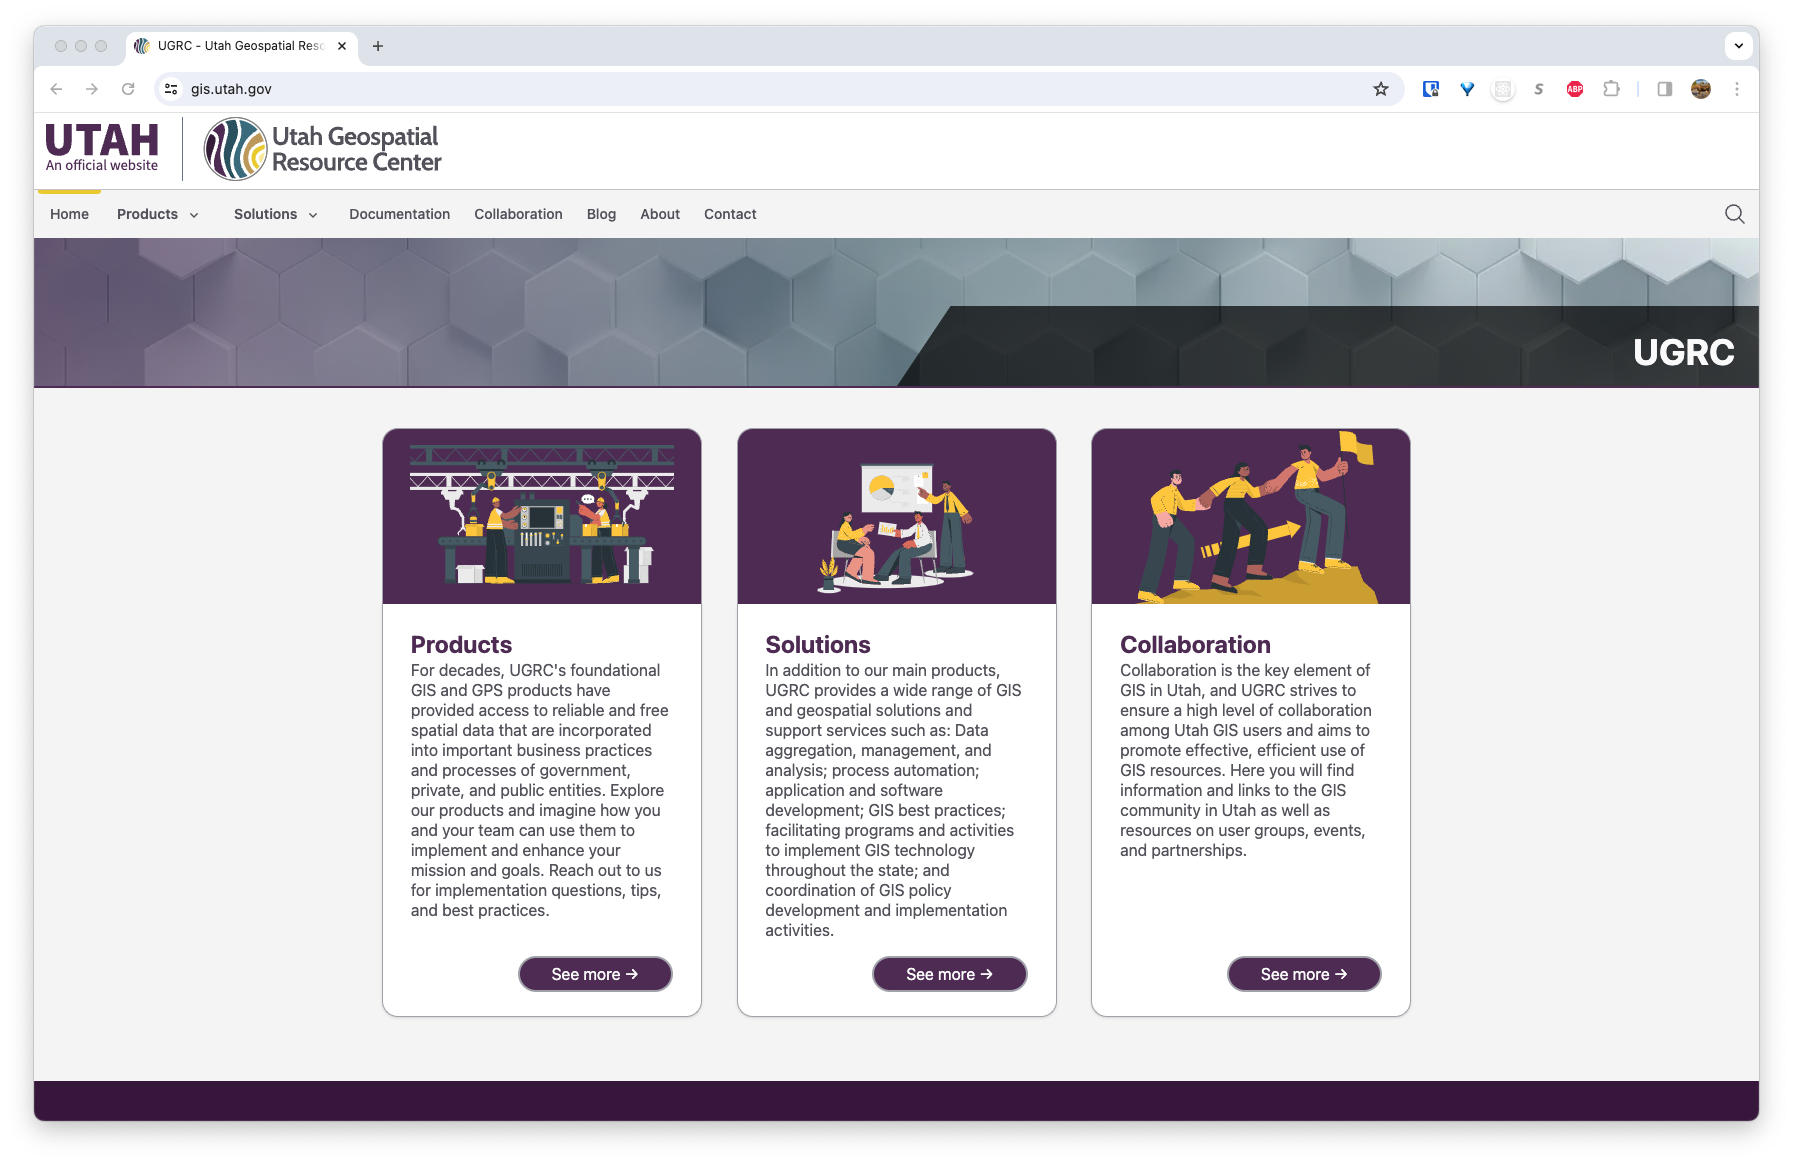 UGRC - Utah Geospatial Reso
gis.utah.gov
S
ABP
UTAH
An official website
Utah Geospatial
Resource Center
Home Products Solutions Documentation Collaboration Blog About Contact
UGRC
Products
For decades, UGRC's foundational
GIS and GPS products have
provided access to reliable and free
spatial data that are incorporated
into important business practices
and processes of government,
private, and public entities. Explore
our products and imagine how you
and your team can use them to
implement and enhance your
mission and goals. Reach out to us
for implementation questions, tips,
and best practices.
See more →
Solutions
In addition to our main products,
UGRC provides a wide range of GIS
and geospatial solutions and
support services such as: Data
aggregation, management, and
analysis; process automation;
application and software
development; GIS best practices;
facilitating programs and activities
to implement GIS technology
throughout the state; and
coordination of GIS policy
development and implementation
activities.
See more →
Collaboration
Collaboration is the key element of
GIS in Utah, and UGRC strives to
ensure a high level of collaboration
among Utah GIS users and aims to
promote effective, efficient use of
GIS resources. Here you will find
information and links to the GIS
community in Utah as well as
resources on user groups, events,
and partnerships.
See more →